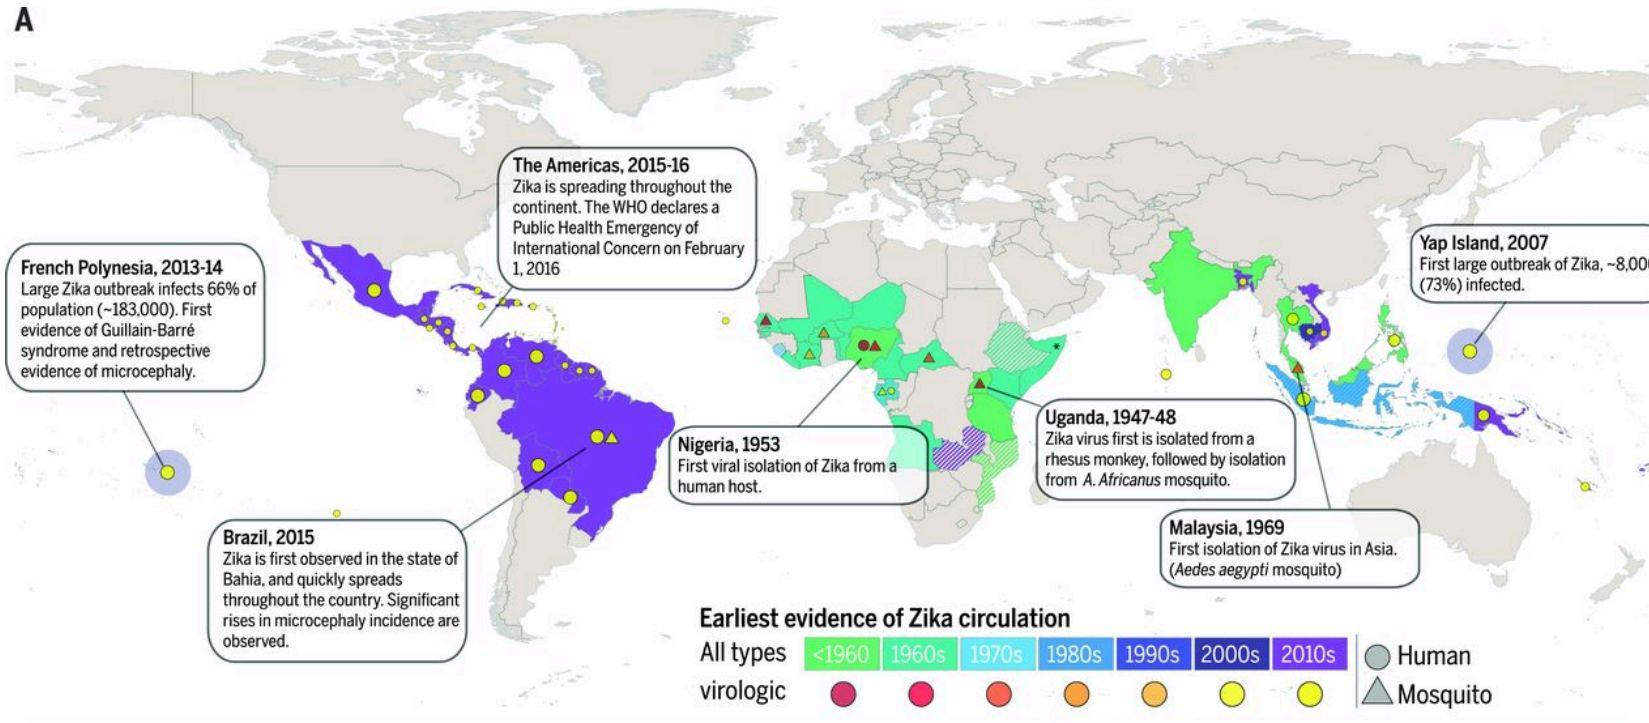 A
The Americas, 2015-16
Zika is spreading throughout the
continent. The WHO declares a
Public Health Emergency of
International Concern on February
1, 2016
French Polynesia, 2013-14
Large Zika outbreak infects 66% of
population (~183,000). First
evidence of Guillain-Barré
syndrome and retrospective
evidence of microcephaly.
Yap Island, 2007
First large outbreak of Zika, ~8,000
(73%) infected.
*
Nigeria, 1953
First viral isolation of Zika from a
human host.
Uganda, 1947-48
Zika virus first is isolated from a
rhesus monkey, followed by isolation
from A. Africanus mosquito.
Malaysia, 1969
First isolation of Zika virus in Asia.
(Aedes aegypti mosquito)
Brazil, 2015
Zika is first observed in the state of
Bahia, and quickly spreads
throughout the country. Significant
rises in microcephaly incidence are
observed.
Earliest evidence of Zika circulation
All types <1960 1960s 1970s 1980s 1990s 2000s 2010s Human
virologic Mosquito